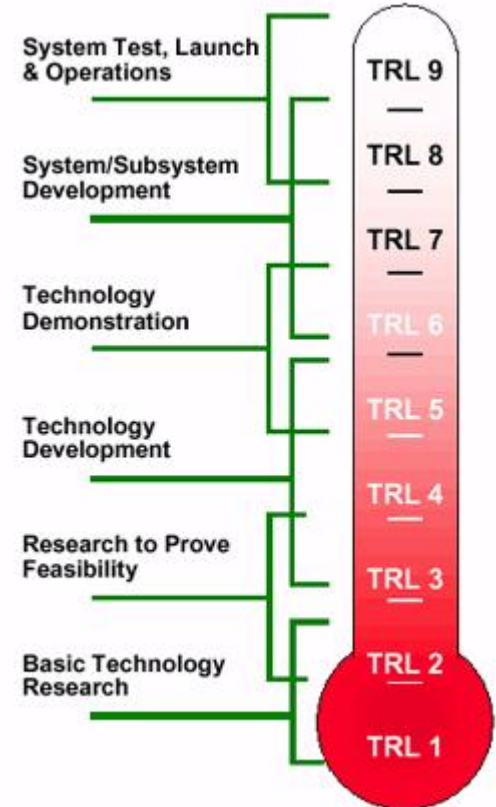 System Test, Launch
& Operations
System/Subsystem
Development
Technology
Demonstration
Technology
Development
Research to Prove
Feasibility
Basic Technology
Research
TRL 9
TRL 8
TRL 7
TRL 6
TRL 5
TRL 4
TRL 3
TRL 2
TRL 1